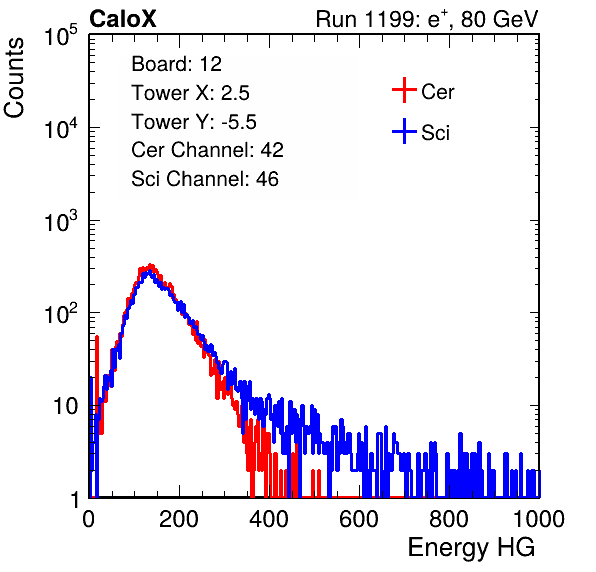 CaloX Run 1199: e⁺, 80 GeV
Counts
10⁵
10⁴
10³
10²
10
1
Board: 12
Tower X: 2.5
Tower Y: -5.5
Cer Channel: 42
Sci Channel: 46
Cer
Sci
0 200 400 600 800 1000
Energy HG